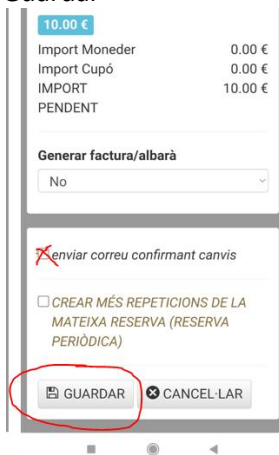 10.00 €
Import Moneder 0.00 €
Import Cupó 0.00 €
IMPORT 10.00 €
PENDENT
Generar factura/albarà
No
enviar correu confirmant canvis
CREAR MÉS REPETICIONS DE LA
MATEIXA RESERVA (RESERVA
PERIÒDICA)
GUARDAR CANCEL·LAR